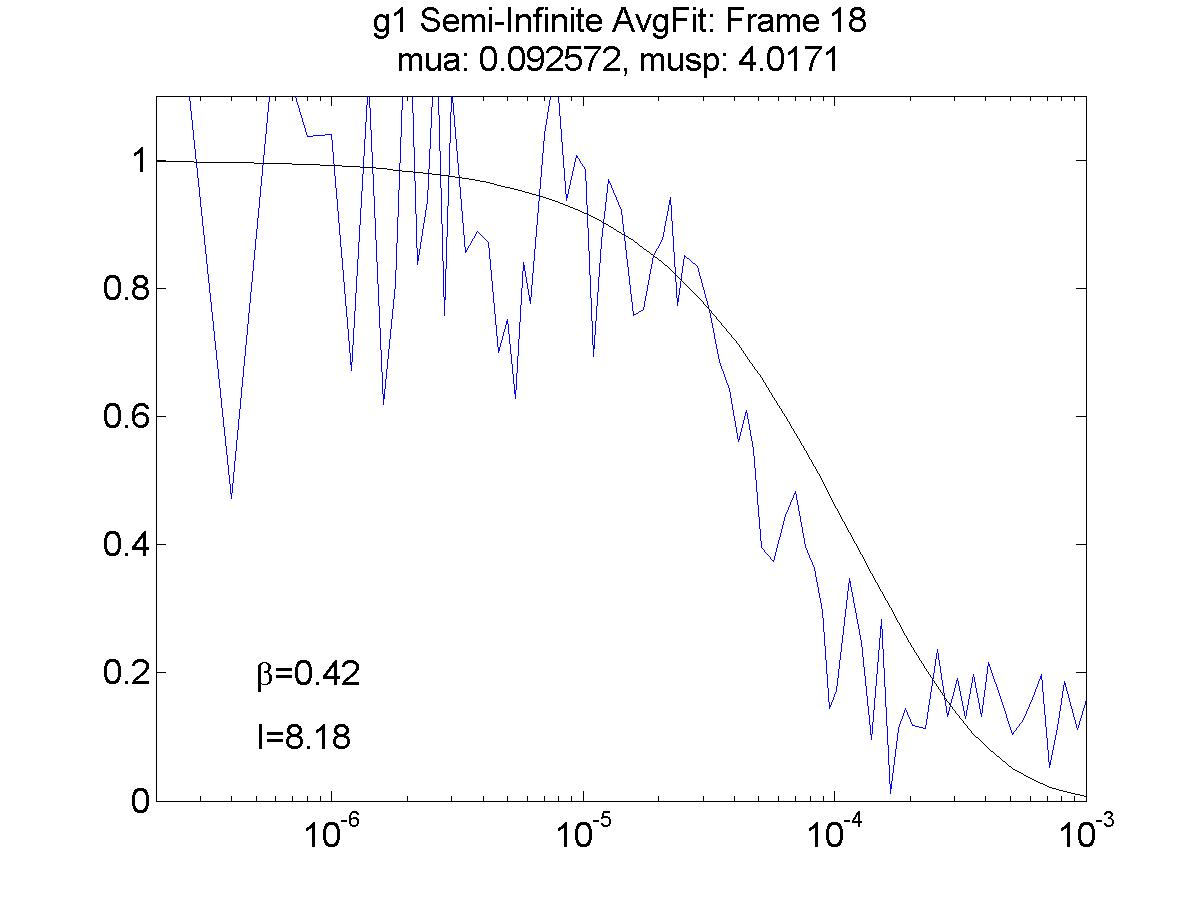 g1 Semi-Infinite AvgFit: Frame 18
mua: 0.092572, musp: 4.0171
1
0.8
0.6
0.4
0.2
0
β=0.42
I=8.18
10^-6
10^-5
10^-4
10^-3